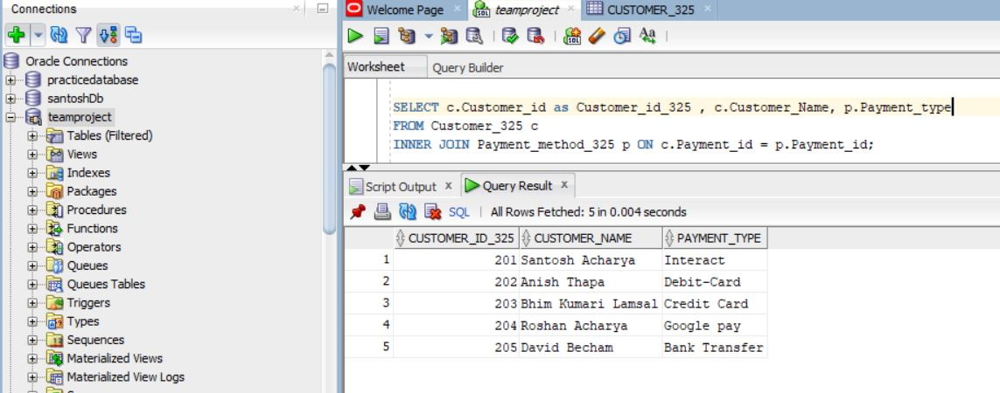 Connections
Oracle Connections
practicedatabase
santoshDb
teamproject
Tables (Filtered)
Views
Indexes
Packages
Procedures
Functions
Operators
Queues
Queues Tables
Triggers
Types
Sequences
Materialized Views
Materialized View Logs
Welcome Page
teamproject
CUSTOMER_325
Worksheet
Query Builder
SELECT c.Customer_id as Customer_id_325 , c.Customer_Name, p.Payment_type
FROM Customer_325 c
INNER JOIN Payment_method_325 p ON c.Payment_id = p.Payment_id;
Script Output x
Query Result x
SQL | All Rows Fetched: 5 in 0.004 seconds
CUSTOMER_ID_325 CUSTOMER_NAME PAYMENT_TYPE
1 201 Santosh Acharya Interact
2 202 Anish Thapa Debit-Card
3 203 Bhim Kumari Lamsal Credit Card
4 204 Roshan Acharya Google pay
5 205 David Becham Bank Transfer